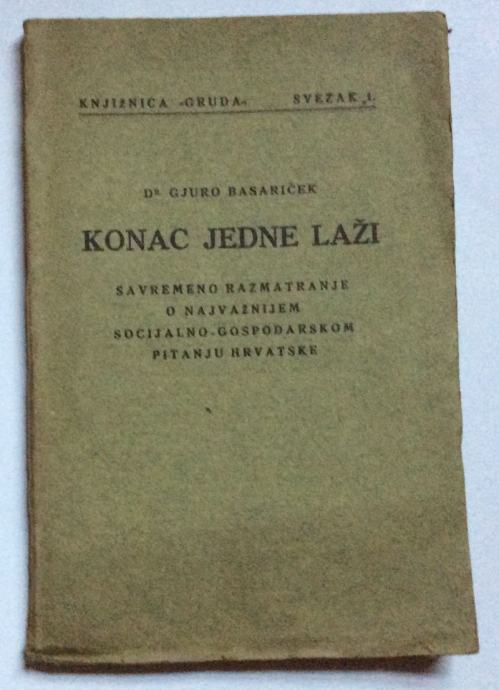 KNJIŽNICA »GRUDA« SVEZAK 1.
DR. GJURO BASARIČEK
KONAC JEDNE LAŽI
SAVREMENO RAZMATRANJE
O NAJVAŽNIJEM
SOCIJALNO-GOSPODARSKOM
PITANJU HRVATSKE